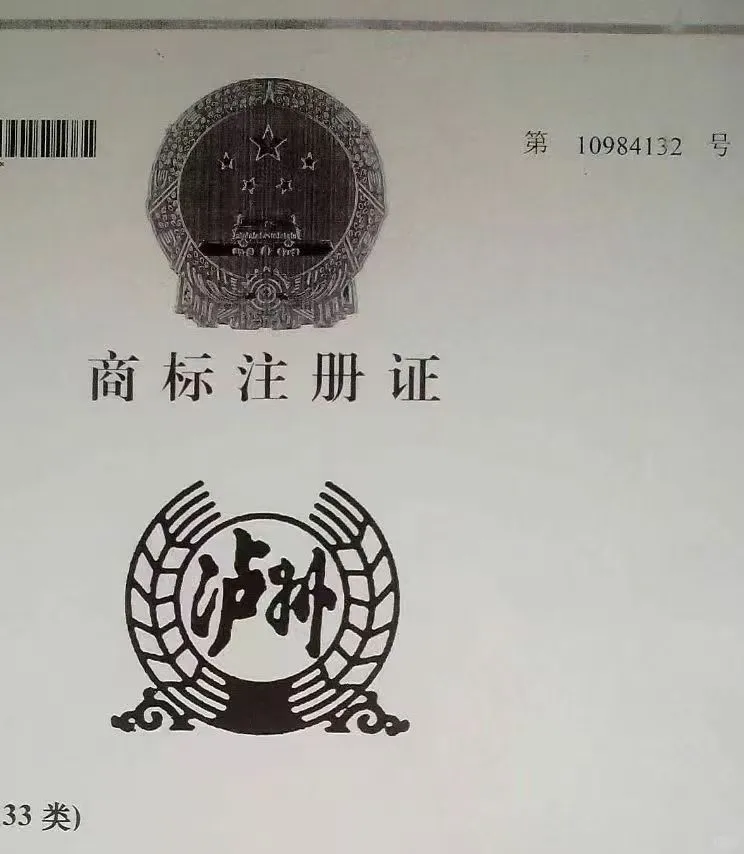 第 10984132 号
商标注册证
泸州
33 类)